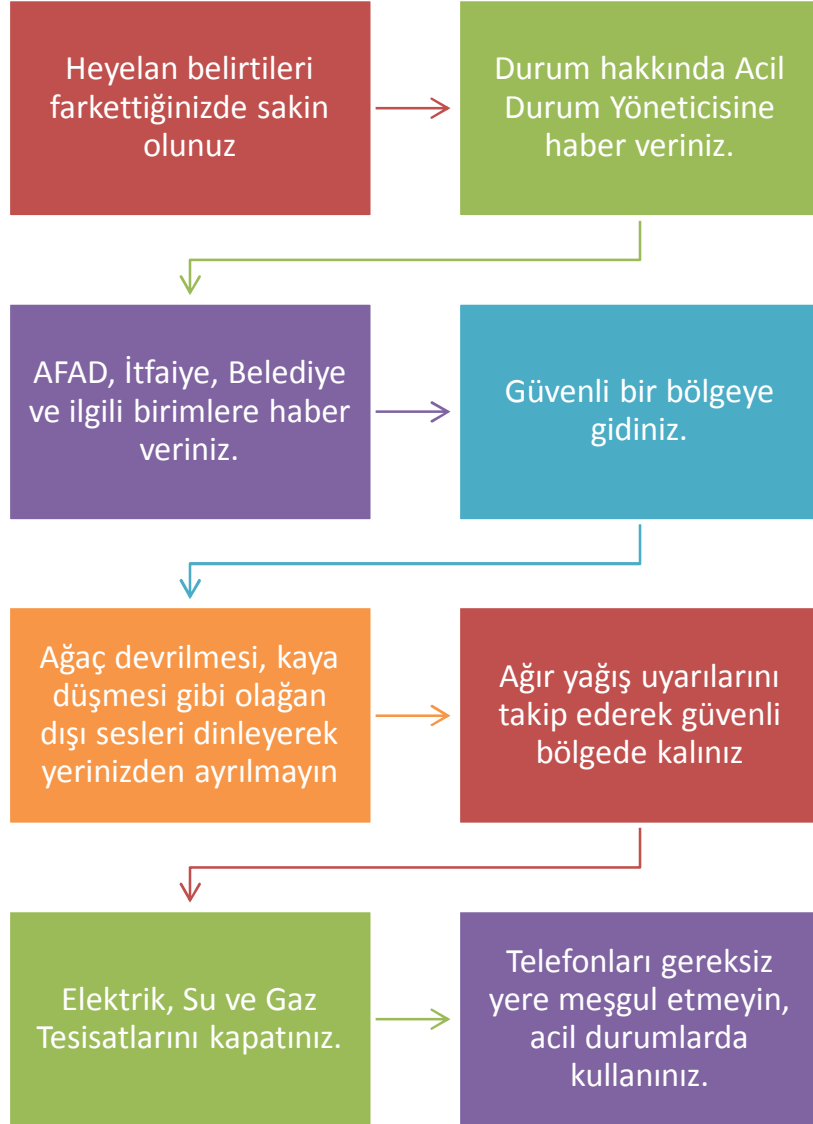 Heyelan belirtileri
farkettiğinizde sakin
olunuz
Durum hakkında Acil
Durum Yöneticisine
haber veriniz.
AFAD, İtfaiye, Belediye
ve ilgili birimlere haber
veriniz.
Güvenli bir bölgeye
gidiniz.
Ağaç devrilmesi, kaya
düşmesi gibi olağan
dışı sesleri dinleyerek
yerinizden ayrılmayın
Ağır yağış uyarılarını
takip ederek güvenli
bölgede kalınız
Elektrik, Su ve Gaz
Tesisatlarını kapatınız.
Telefonları gereksiz
yere meşgul etmeyin,
acil durumlarda
kullanınız.